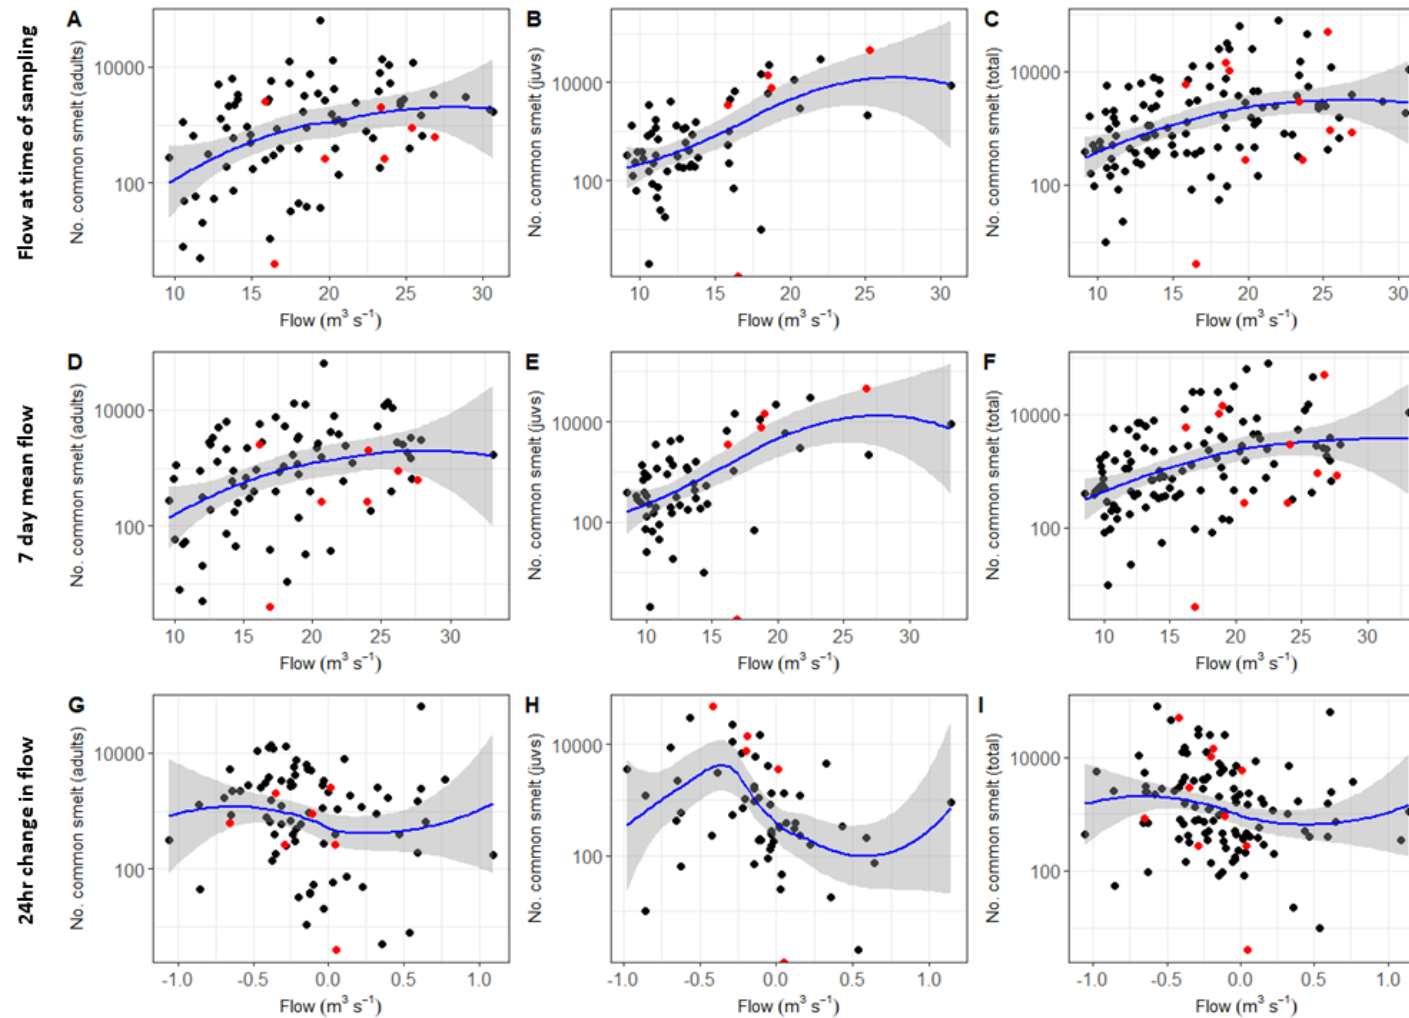 Flow at time of sampling
A
No. common smelt (adults)
10000
100
10 15 20 25 30
Flow (m³ s⁻¹)
B
No. common smelt (juvs)
10000
100
10 15 20 25 30
Flow (m³ s⁻¹)
C
No. common smelt (total)
10000
100
10 15 20 25 30
Flow (m³ s⁻¹)
7 day mean flow
D
No. common smelt (adults)
10000
100
10 15 20 25 30
Flow (m³ s⁻¹)
E
No. common smelt (juvs)
10000
100
10 15 20 25 30
Flow (m³ s⁻¹)
F
No. common smelt (total)
10000
100
10 15 20 25 30
Flow (m³ s⁻¹)
24hr change in flow
G
No. common smelt (adults)
10000
100
-1.0 -0.5 0.0 0.5 1.0
Flow (m³ s⁻¹)
H
No. common smelt (juvs)
10000
100
-1.0 -0.5 0.0 0.5 1.0
Flow (m³ s⁻¹)
I
No. common smelt (total)
10000
100
-1.0 -0.5 0.0 0.5 1.0
Flow (m³ s⁻¹)